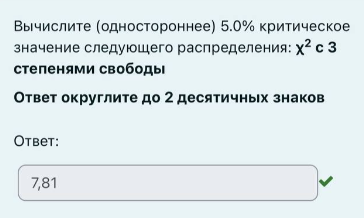 Вычислите (одностороннее) 5.0% критическое
значение следующего распределения: χ² с 3
степенями свободы
Ответ округлите до 2 десятичных знаков
Ответ:
7,81